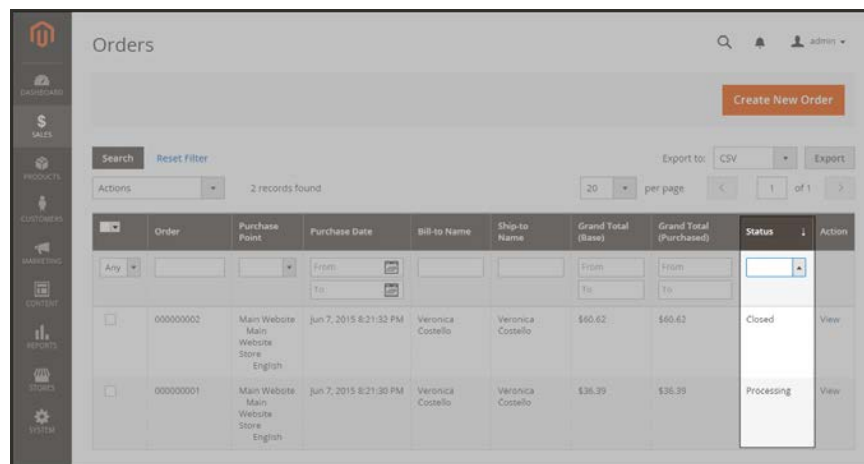 Orders
admin
DASHBOARD
SALES
PRODUCTS
CUSTOMERS
MARKETING
CONTENT
REPORTS
STORES
SYSTEM
Create New Order
Search Reset Filter Export to: CSV Export
Actions 2 records found 20 per page 1 of 1
Order Purchase Point Purchase Date Bill-to Name Ship-to Name Grand Total (Base) Grand Total (Purchased) Status ↓ Action
Any From From From
To To To
000000002 Main Website Jun 7, 2015 8:21:32 PM Veronica Costello Veronica Costello $60.62 $60.62 Closed View
Main
Website
Store
English
000000001 Main Website Jun 7, 2015 8:21:30 PM Veronica Costello Veronica Costello $36.39 $36.39 Processing View
Main
Website
Store
English